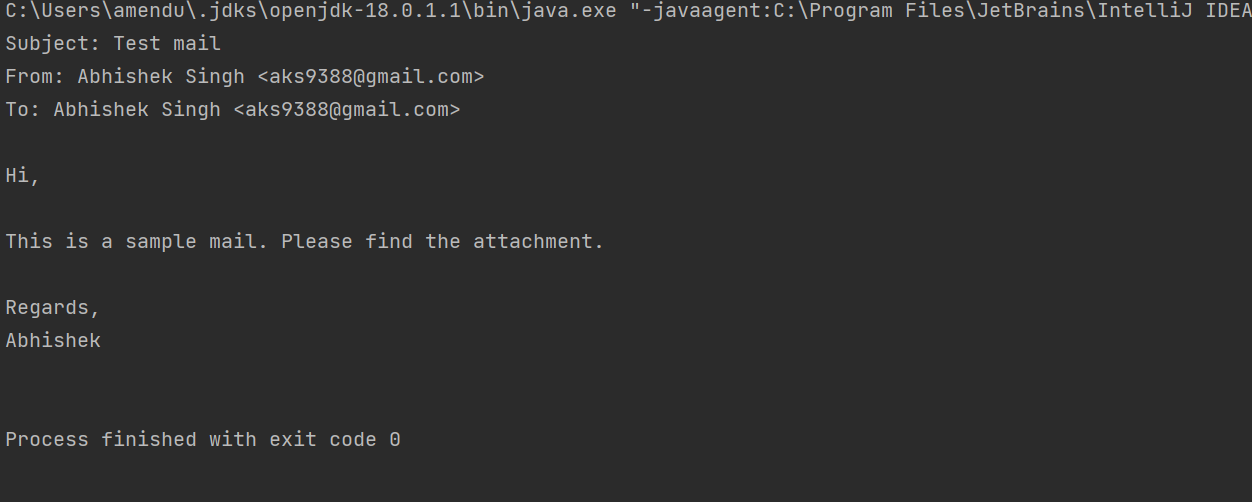 C:\Users\amendu\.jdks\openjdk-18.0.1.1\bin\java.exe "-javaagent:C:\Program Files\JetBrains\IntelliJ IDEA
Subject: Test mail
From: Abhishek Singh <aks9388@gmail.com>
To: Abhishek Singh <aks9388@gmail.com>
Hi,
This is a sample mail. Please find the attachment.
Regards,
Abhishek
Process finished with exit code 0